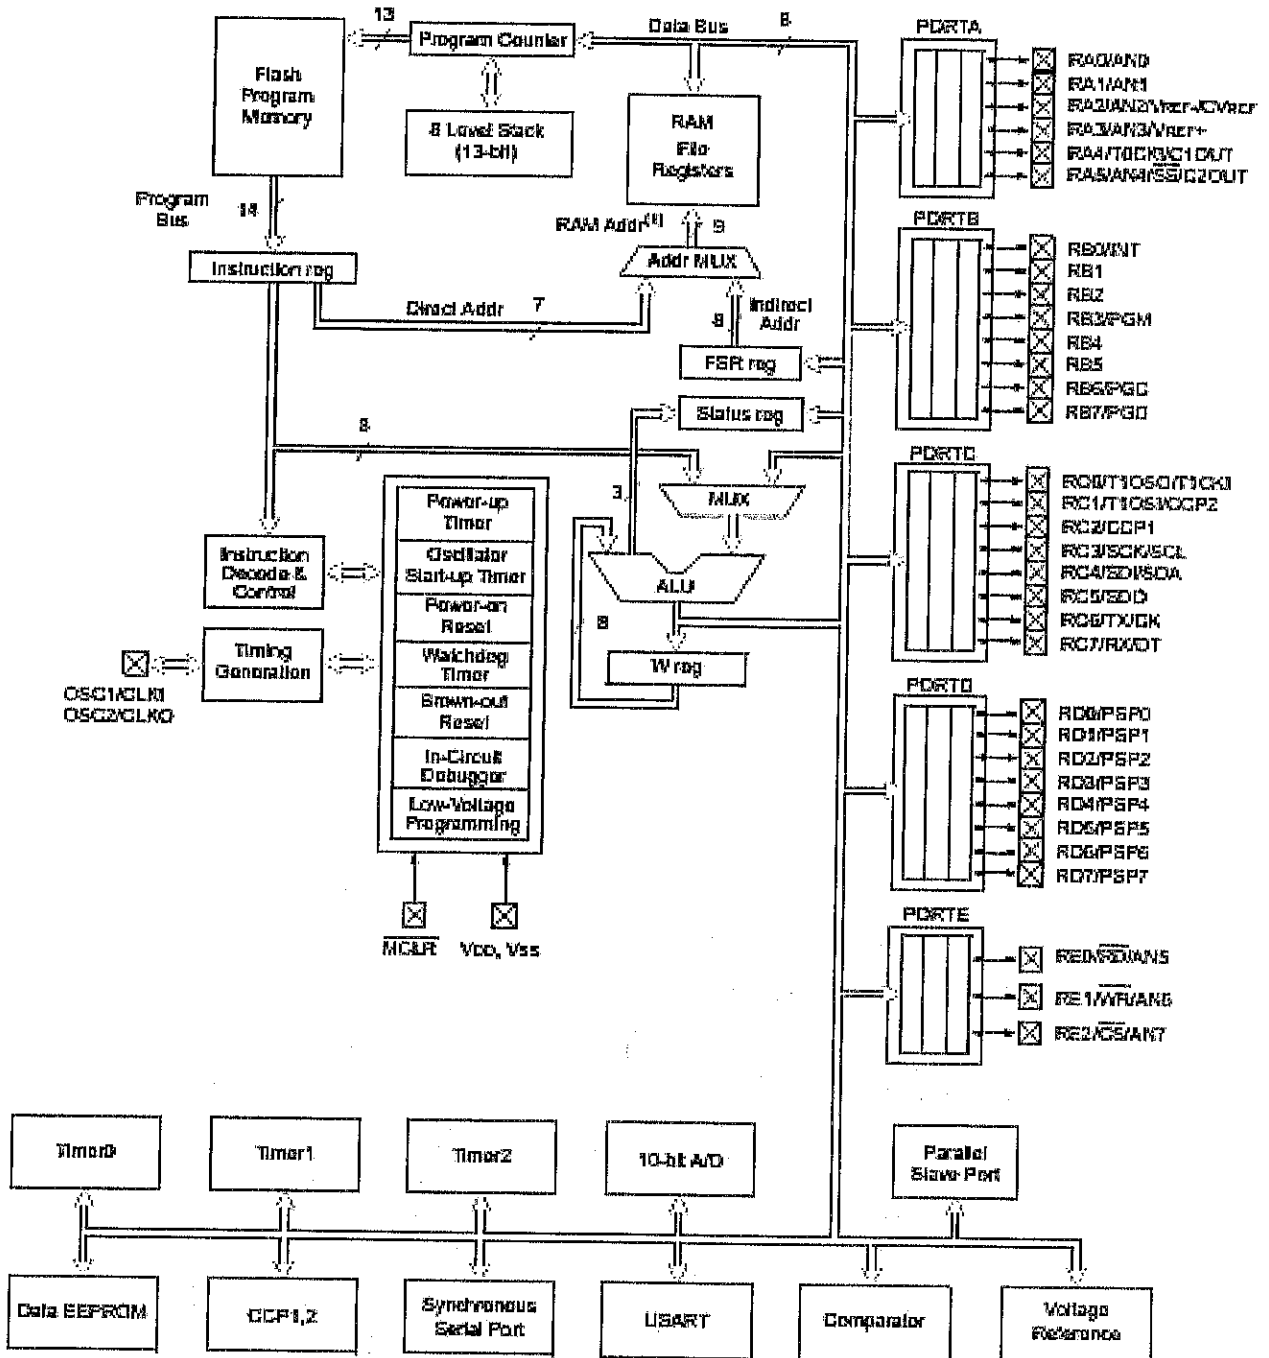 13
Data Bus
8
PORTA
Program Counter
Flash
Program
Memory
8 Level Stack
(13-bit)
RAM
File
Registers
RA0/AN0
RA1/AN1
RA2/AN2/VREF-/CVREF
RA3/AN3/VREF+
RA4/T0CKI/C1OUT
RA5/AN4/SS/C2OUT
Program
Bus
14
RAM Addr(1)
9
PORTB
Instruction reg
Addr MUX
Direct Addr
7
8
Indirect
Addr
FSR reg
RB0/INT
RB1
RB2
RB3/PGM
RB4
RB5
RB6/PGC
RB7/PGD
Status reg
8
PORTC
3
MUX
Power-up
Timer
Oscillator
Start-up Timer
Power-on
Reset
Watchdog
Timer
Brown-out
Reset
In-Circuit
Debugger
Low-Voltage
Programming
Instruction
Decode &
Control
ALU
8
W reg
Timing
Generation
OSC1/CLKI
OSC2/CLKO
RC0/T1OSO/T1CKI
RC1/T1OSI/CCP2
RC2/CCP1
RC3/SCK/SCL
RC4/SDI/SDA
RC5/SDO
RC6/TX/CK
RC7/RX/DT
PORTD
RD0/PSP0
RD1/PSP1
RD2/PSP2
RD3/PSP3
RD4/PSP4
RD5/PSP5
RD6/PSP6
RD7/PSP7
MCLR
VDD, VSS
PORTE
RE0/RD/AN5
RE1/WR/AN6
RE2/CS/AN7
Timer0
Timer1
Timer2
10-bit A/D
Parallel
Slave Port
Data EEPROM
CCP1,2
Synchronous
Serial Port
USART
Comparator
Voltage
Reference